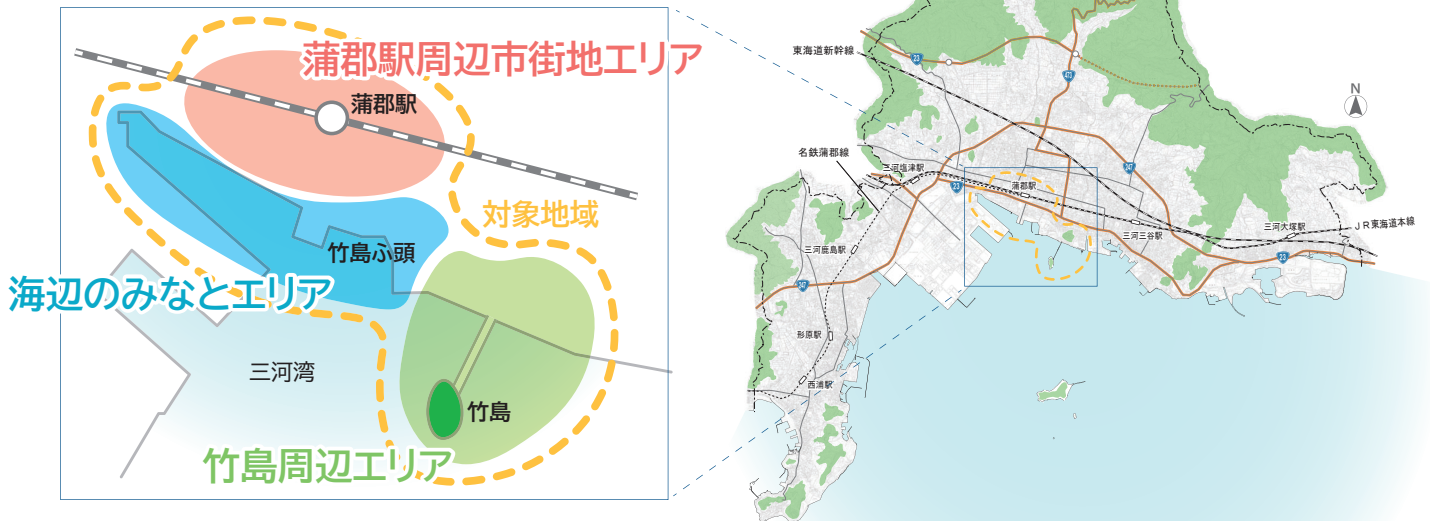 蒲郡駅周辺市街地エリア
蒲郡駅
対象地域
竹島ふ頭
海辺のみなとエリア
三河湾
竹島
竹島周辺エリア
東海道新幹線
23
473
N
名鉄蒲郡線
三河塩津駅
247
23
蒲郡駅
三河鹿島駅
三河三谷駅
三河大塚駅
JR東海道本線
23
247
形原駅
西浦駅